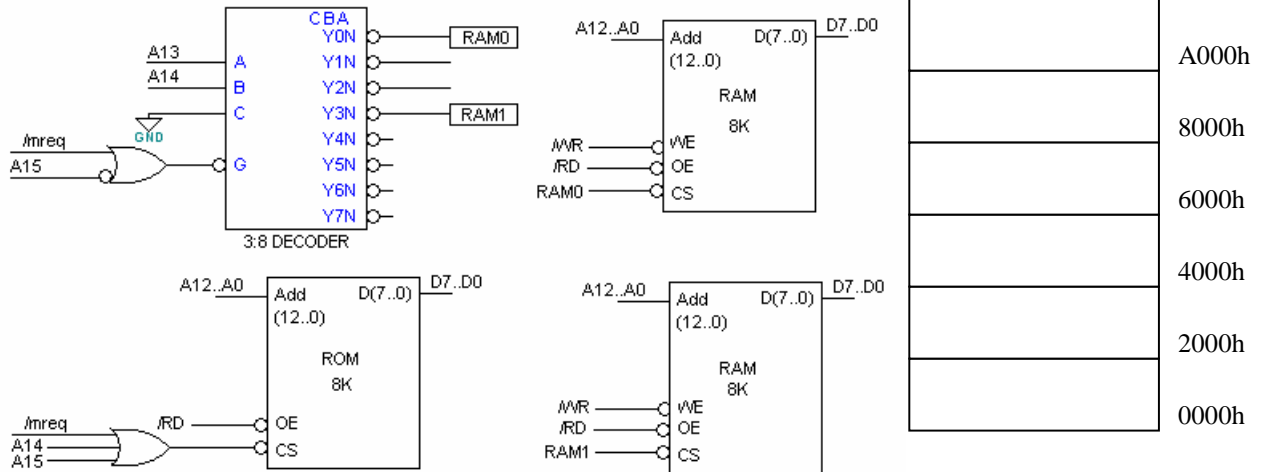 CBA
A13
A14
A
B
C
G
Y0N
Y1N
Y2N
Y3N
Y4N
Y5N
Y6N
Y7N
RAM0
RAM1
GND
/mreq
A15
3:8 DECODER
A12..A0
Add
(12..0)
D(7..0)
D7..D0
RAM
8K
/WR
/RD
RAM0
WE
OE
CS
A12..A0
Add
(12..0)
D(7..0)
D7..D0
ROM
8K
/RD
OE
CS
/mreq
A14
A15
A12..A0
Add
(12..0)
D(7..0)
D7..D0
RAM
8K
/WR
/RD
RAM1
WE
OE
CS
A000h
8000h
6000h
4000h
2000h
0000h